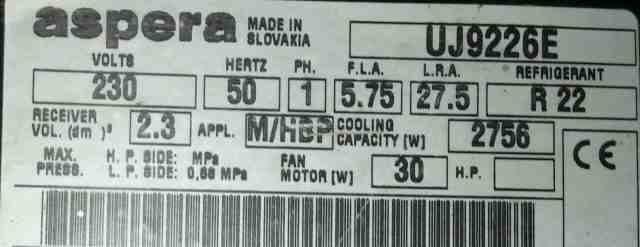 aspera MADE IN SLOVAKIA UJ9226E
VOLTS HERTZ PH. F.L.A. L.R.A. REFRIGERANT
230 50 1 5.75 27.5 R 22
RECEIVER VOL. (dm )³ 2.3 APPL. M/HBP COOLING CAPACITY [W] 2756
MAX. PRESS. H. P. SIDE: MPa FAN MOTOR [W] 30 H.P. CE
L. P. SIDE: 0,68 MPa